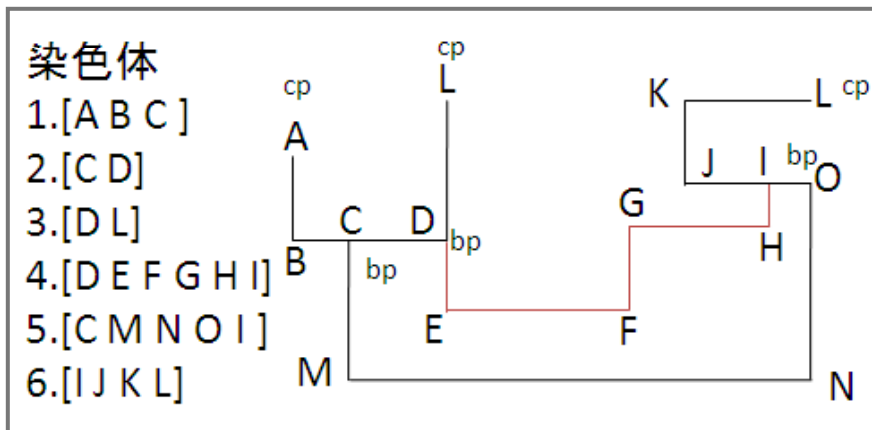 染色体
1.[A B C ]
2.[C D]
3.[D L]
4.[D E F G H I]
5.[C M N O I ]
6.[I J K L]
cp
cp
L
K
L cp
A
J I bp O
C D
G
B
bp
bp
H
E
F
M
N